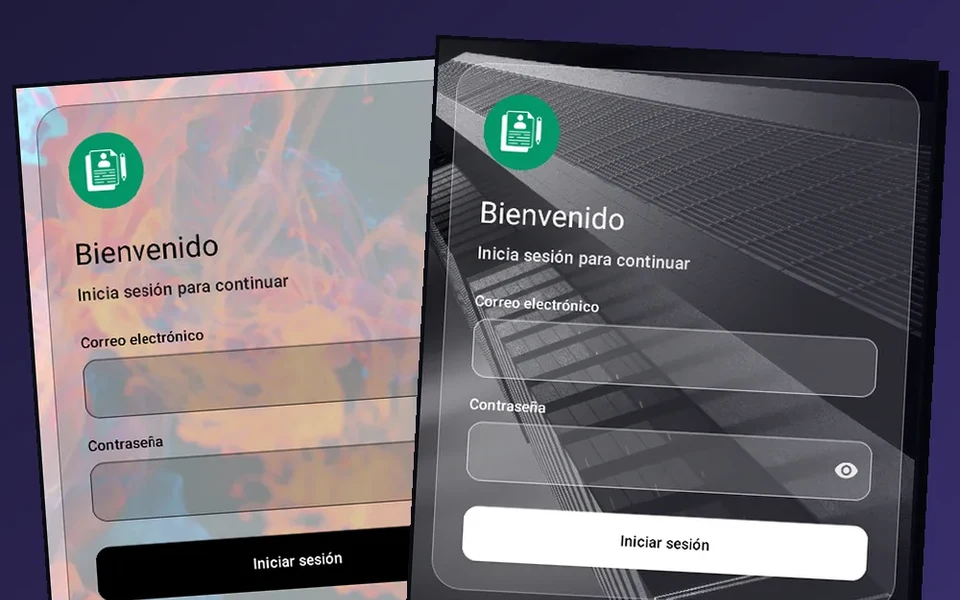 Bienvenido
Inicia sesión para continuar
Correo electrónico
Contraseña
Iniciar sesión
Bienvenido
Inicia sesión para continuar
Correo electrónico
Contraseña
Iniciar sesión